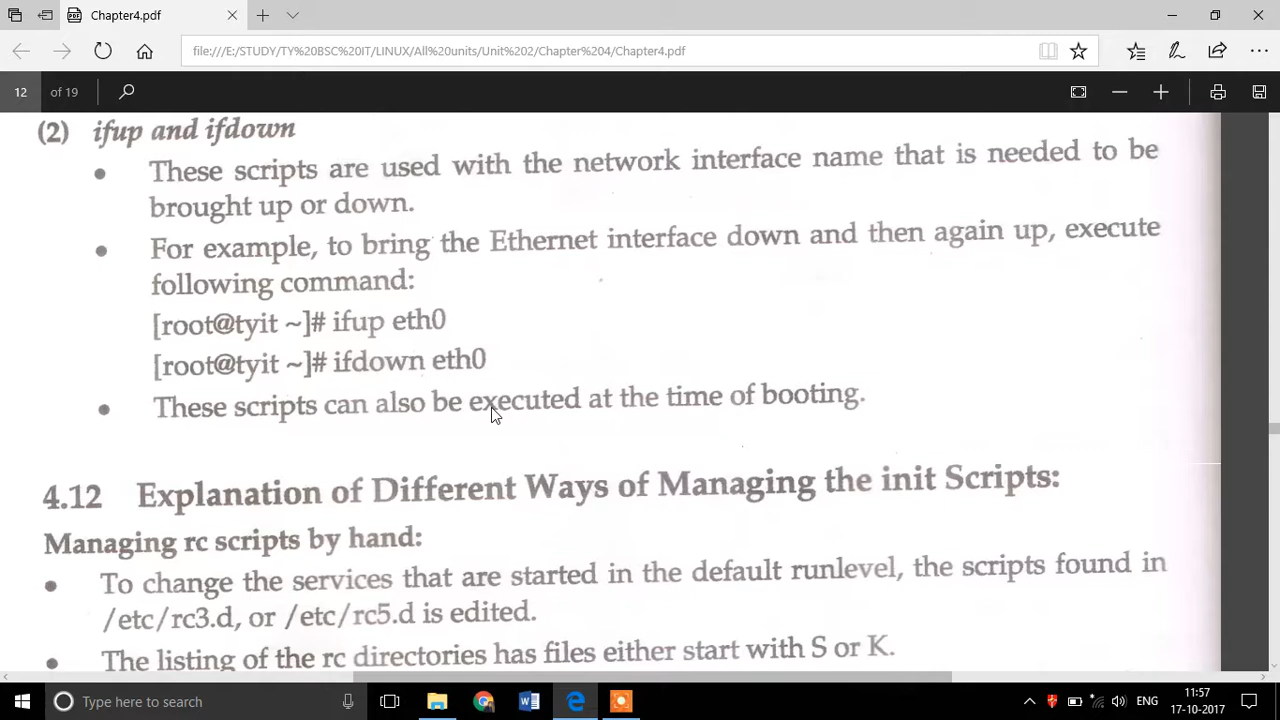 Chapter4.pdf
file:///E:/STUDY/TY%20BSC%20IT/LINUX/All%20units/Unit%202/Chapter%204/Chapter4.pdf
12 of 19
(2) ifup and ifdown
• These scripts are used with the network interface name that is needed to be
brought up or down.
• For example, to bring the Ethernet interface down and then again up, execute
following command:
[root@tyit ~]# ifup eth0
[root@tyit ~]# ifdown eth0
• These scripts can also be executed at the time of booting.
4.12 Explanation of Different Ways of Managing the init Scripts:
Managing rc scripts by hand:
• To change the services that are started in the default runlevel, the scripts found in
/etc/rc3.d, or /etc/rc5.d is edited.
• The listing of the rc directories has files either start with S or K.
Type here to search
ENG
11:57
17-10-2017